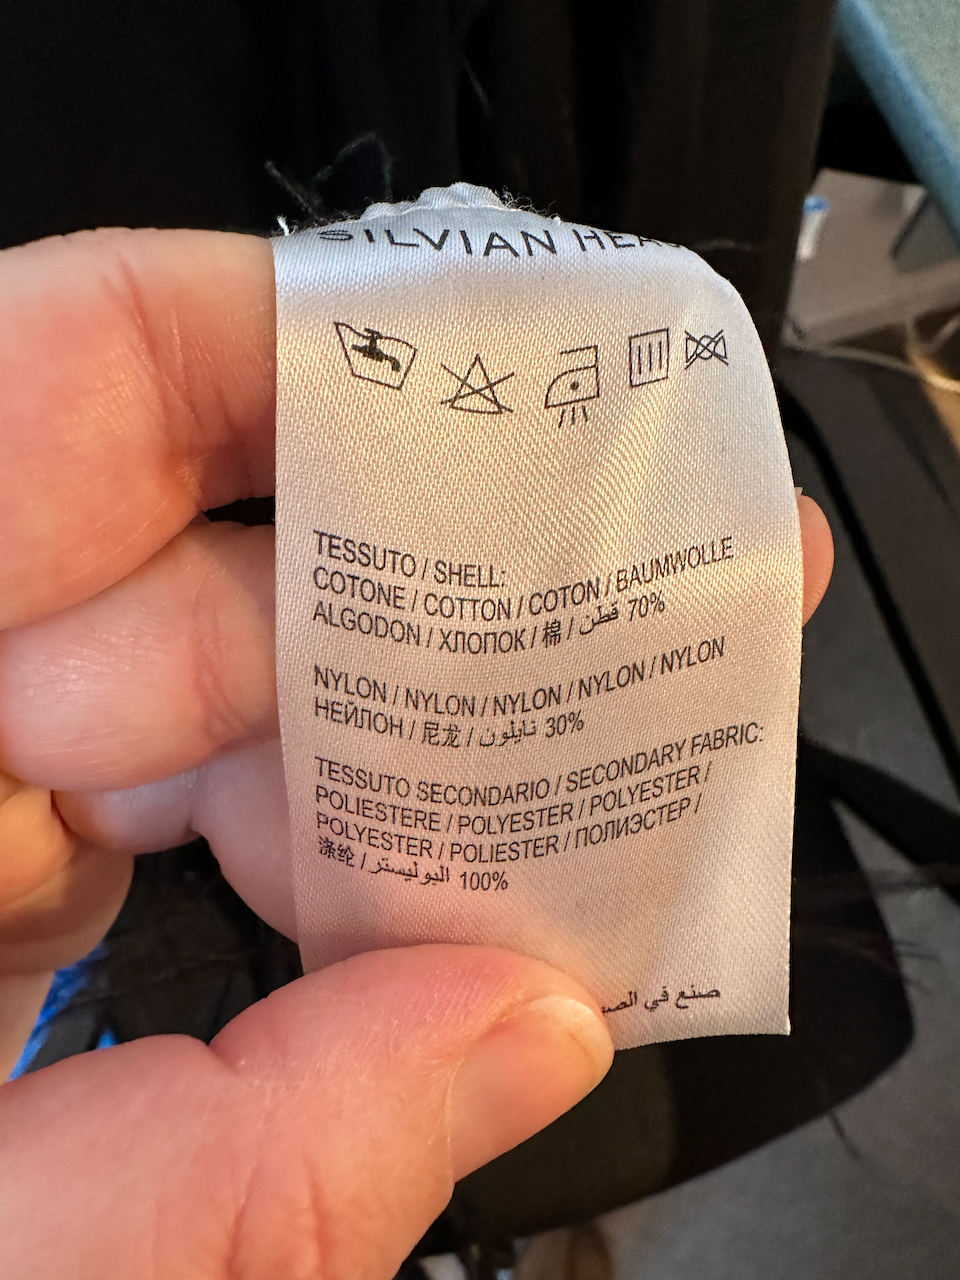 SILVIAN
TESSUTO / SHELL:
COTONE / COTTON / COTON / BAUMWOLLE
ALGODON / ХЛОПОК / 棉 / قطن 70%
NYLON / NYLON / NYLON / NYLON / NYLON
НЕЙЛОН / 尼龙 / نايلون 30%
TESSUTO SECONDARIO / SECONDARY FABRIC:
POLIESTERE / POLYESTER / POLYESTER /
POLYESTER / POLIESTER / ПОЛИЭСТЕР /
涤纶 / البوليستر 100%
صنع في